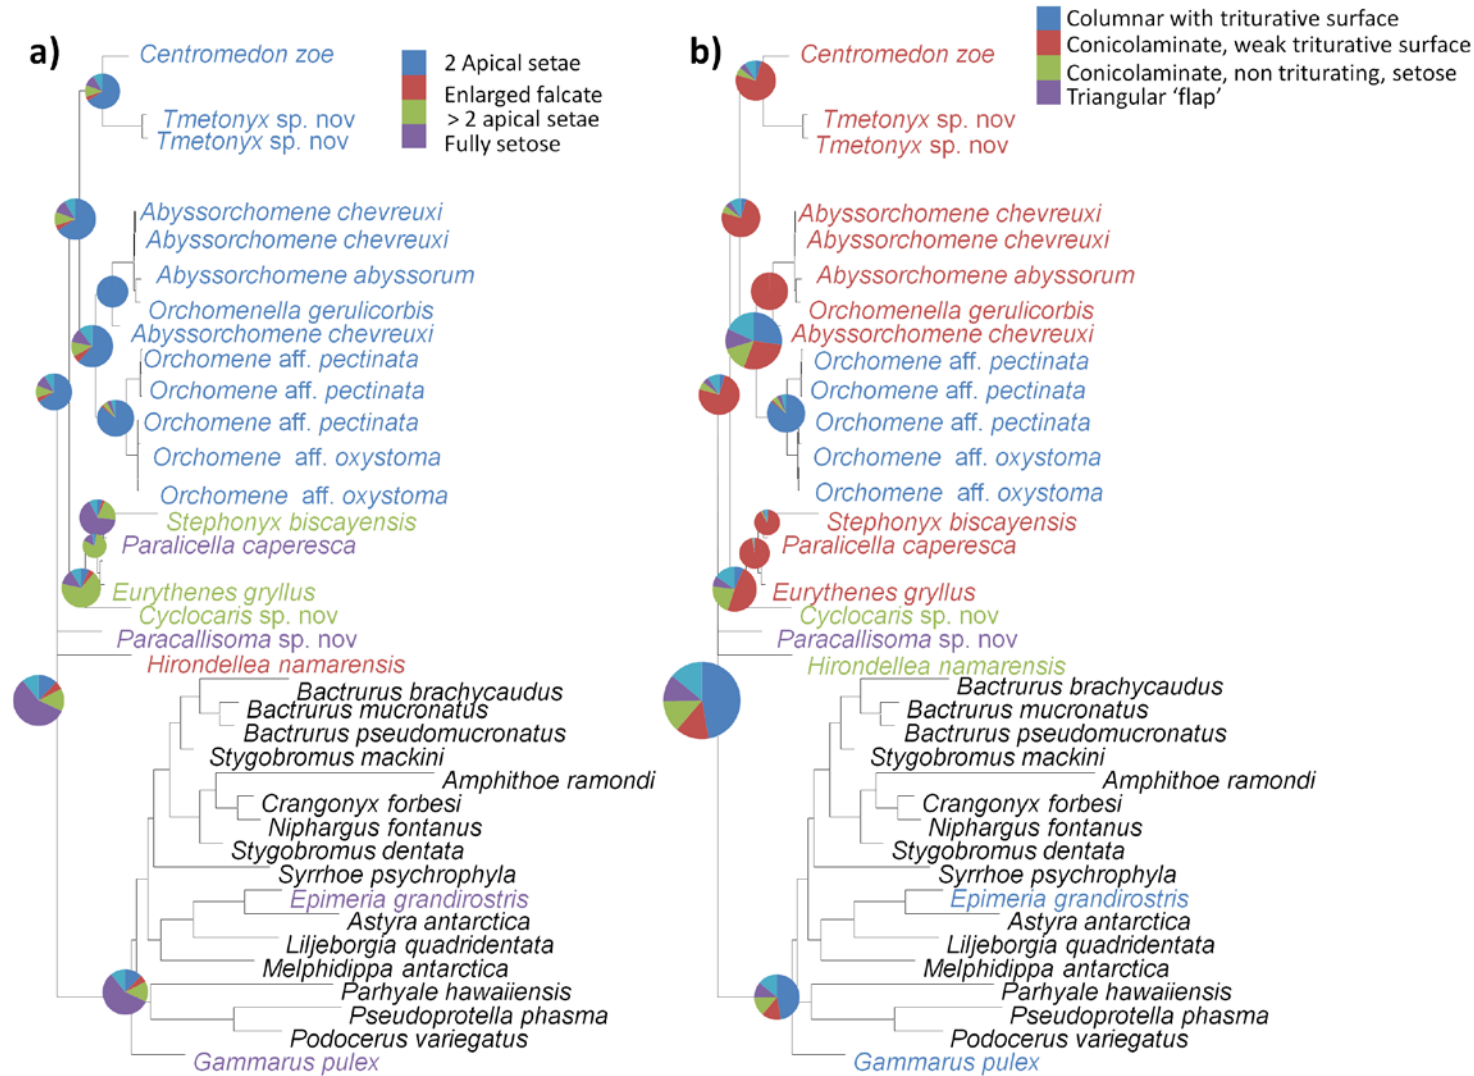 a)
2 Apical setae
Enlarged falcate
> 2 apical setae
Fully setose
Centromedon zoe
Tmetonyx sp. nov
Tmetonyx sp. nov
Abyssorchomene chevreuxi
Abyssorchomene chevreuxi
Abyssorchomene abyssorum
Orchomenella gerulicorbis
Abyssorchomene chevreuxi
Orchomene aff. pectinata
Orchomene aff. pectinata
Orchomene aff. pectinata
Orchomene aff. oxystoma
Orchomene aff. oxystoma
Stephonyx biscayensis
Paralicella caperesca
Eurythenes gryllus
Cyclocaris sp. nov
Paracallisoma sp. nov
Hirondellea namarensis
Bactrurus brachycaudus
Bactrurus mucronatus
Bactrurus pseudomucronatus
Stygobromus mackini
Amphithoe ramondi
Crangonyx forbesi
Niphargus fontanus
Stygobromus dentata
Syrrhoe psychrophyla
Epimeria grandirostris
Astyra antarctica
Liljeborgia quadridentata
Melphidippa antarctica
Parhyale hawaiiensis
Pseudoprotella phasma
Podocerus variegatus
Gammarus pulex
b)
Columnar with triturative surface
Conicolaminate, weak triturative surface
Conicolaminate, non triturating, setose
Triangular ‘flap’
Centromedon zoe
Tmetonyx sp. nov
Tmetonyx sp. nov
Abyssorchomene chevreuxi
Abyssorchomene chevreuxi
Abyssorchomene abyssorum
Orchomenella gerulicorbis
Abyssorchomene chevreuxi
Orchomene aff. pectinata
Orchomene aff. pectinata
Orchomene aff. pectinata
Orchomene aff. oxystoma
Orchomene aff. oxystoma
Stephonyx biscayensis
Paralicella caperesca
Eurythenes gryllus
Cyclocaris sp. nov
Paracallisoma sp. nov
Hirondellea namarensis
Bactrurus brachycaudus
Bactrurus mucronatus
Bactrurus pseudomucronatus
Stygobromus mackini
Amphithoe ramondi
Crangonyx forbesi
Niphargus fontanus
Stygobromus dentata
Syrrhoe psychrophyla
Epimeria grandirostris
Astyra antarctica
Liljeborgia quadridentata
Melphidippa antarctica
Parhyale hawaiiensis
Pseudoprotella phasma
Podocerus variegatus
Gammarus pulex